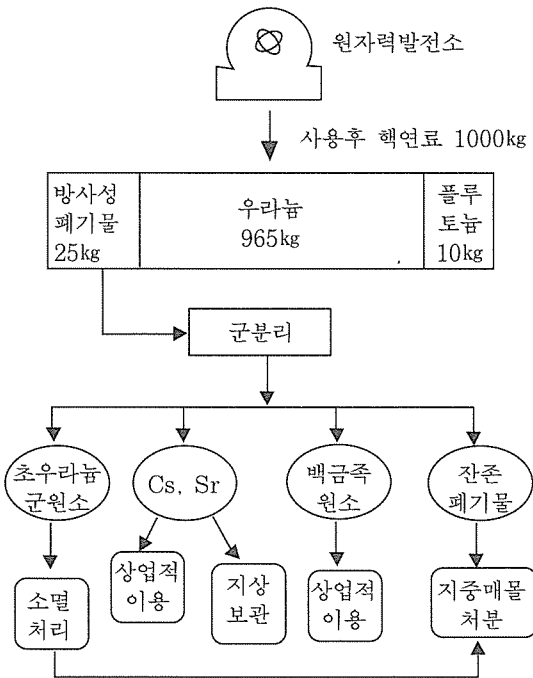 원자력발전소
사용후 핵연료 1000kg
방사성
폐기물
25kg
우라늄
965kg
플루
토늄
10kg
군분리
초우라늄
군원소
Cs, Sr
백금족
원소
잔존
폐기물
소멸
처리
상업적
이용
지상
보관
상업적
이용
지중매몰
처분